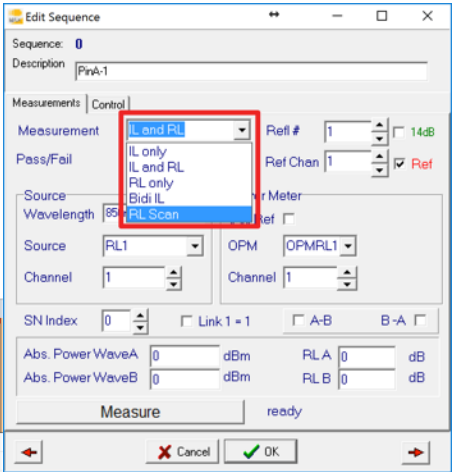 Edit Sequence
Sequence: 0
Description PinA-1
Measurements Control
Measurement IL and RL Refl # 1 14dB
IL only
IL and RL
RL only
Bidi IL
RL Scan
Pass/Fail Ref Chan 1 Ref
Source
Wavelength 85
Source RL1
Channel 1
Meter
Ref
OPM OPMRL1
Channel 1
SN Index 0 Link 1 = 1 A-B B-A
Abs. Power WaveA 0 dBm RL A 0 dB
Abs. Power WaveB 0 dBm RL B 0 dB
Measure ready
Cancel OK